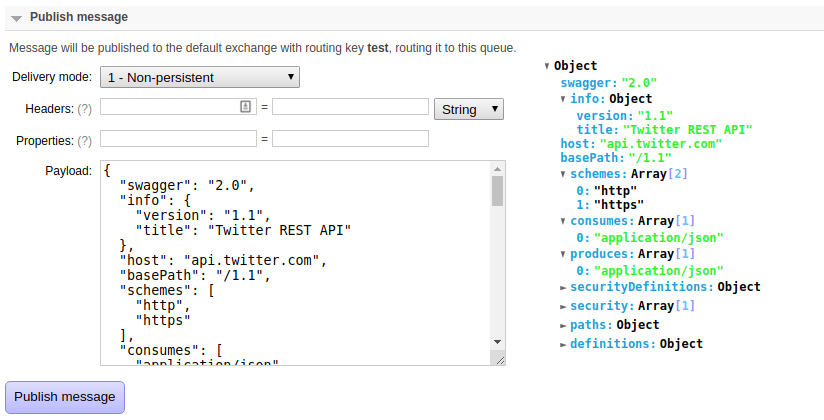 Publish message
Message will be published to the default exchange with routing key test, routing it to this queue.
Delivery mode: 1 - Non-persistent
Headers: (?) = String
Properties: (?) =
Payload:
{
  "swagger": "2.0",
  "info": {
    "version": "1.1",
    "title": "Twitter REST API"
  },
  "host": "api.twitter.com",
  "basePath": "/1.1",
  "schemes": [
    "http",
    "https"
  ],
  "consumes": [
    "application/json"
Publish message
Object
swagger: "2.0"
info: Object
version: "1.1"
title: "Twitter REST API"
host: "api.twitter.com"
basePath: "/1.1"
schemes: Array[2]
0: "http"
1: "https"
consumes: Array[1]
0: "application/json"
produces: Array[1]
0: "application/json"
securityDefinitions: Object
security: Array[1]
paths: Object
definitions: Object